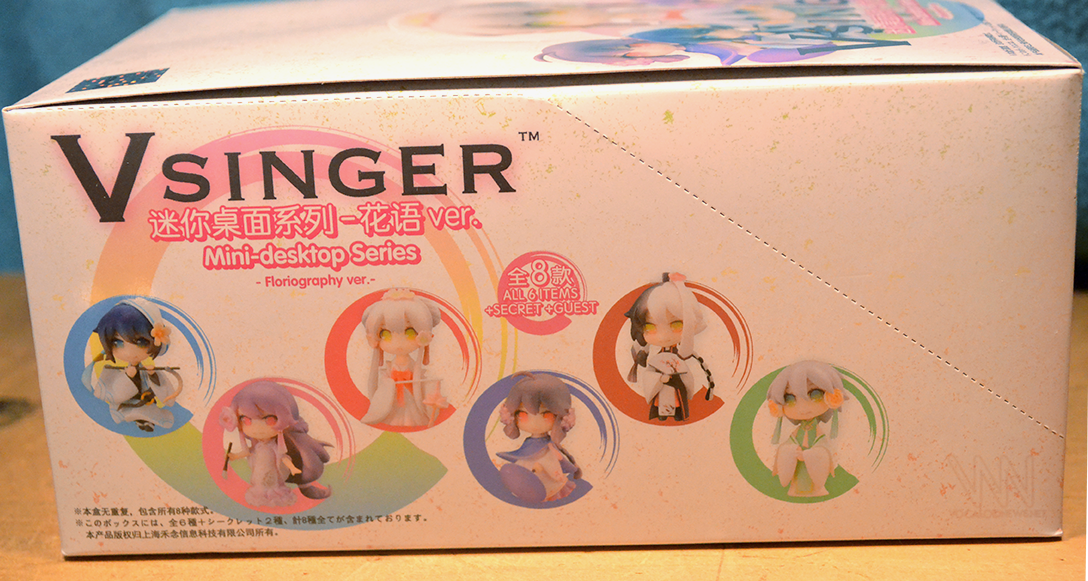 VSINGER™
迷你桌面系列-花语 ver.
Mini-desktop Series
- Floriography ver.-
全8款
ALL 6 ITEMS
+SECRET +GUEST
※本盒无重复，包含所有8种款式。
※このボックスには、全6種＋シークレット2種、計8種全てが含まれております。
本产品版权归上海禾念信息科技有限公司所有。